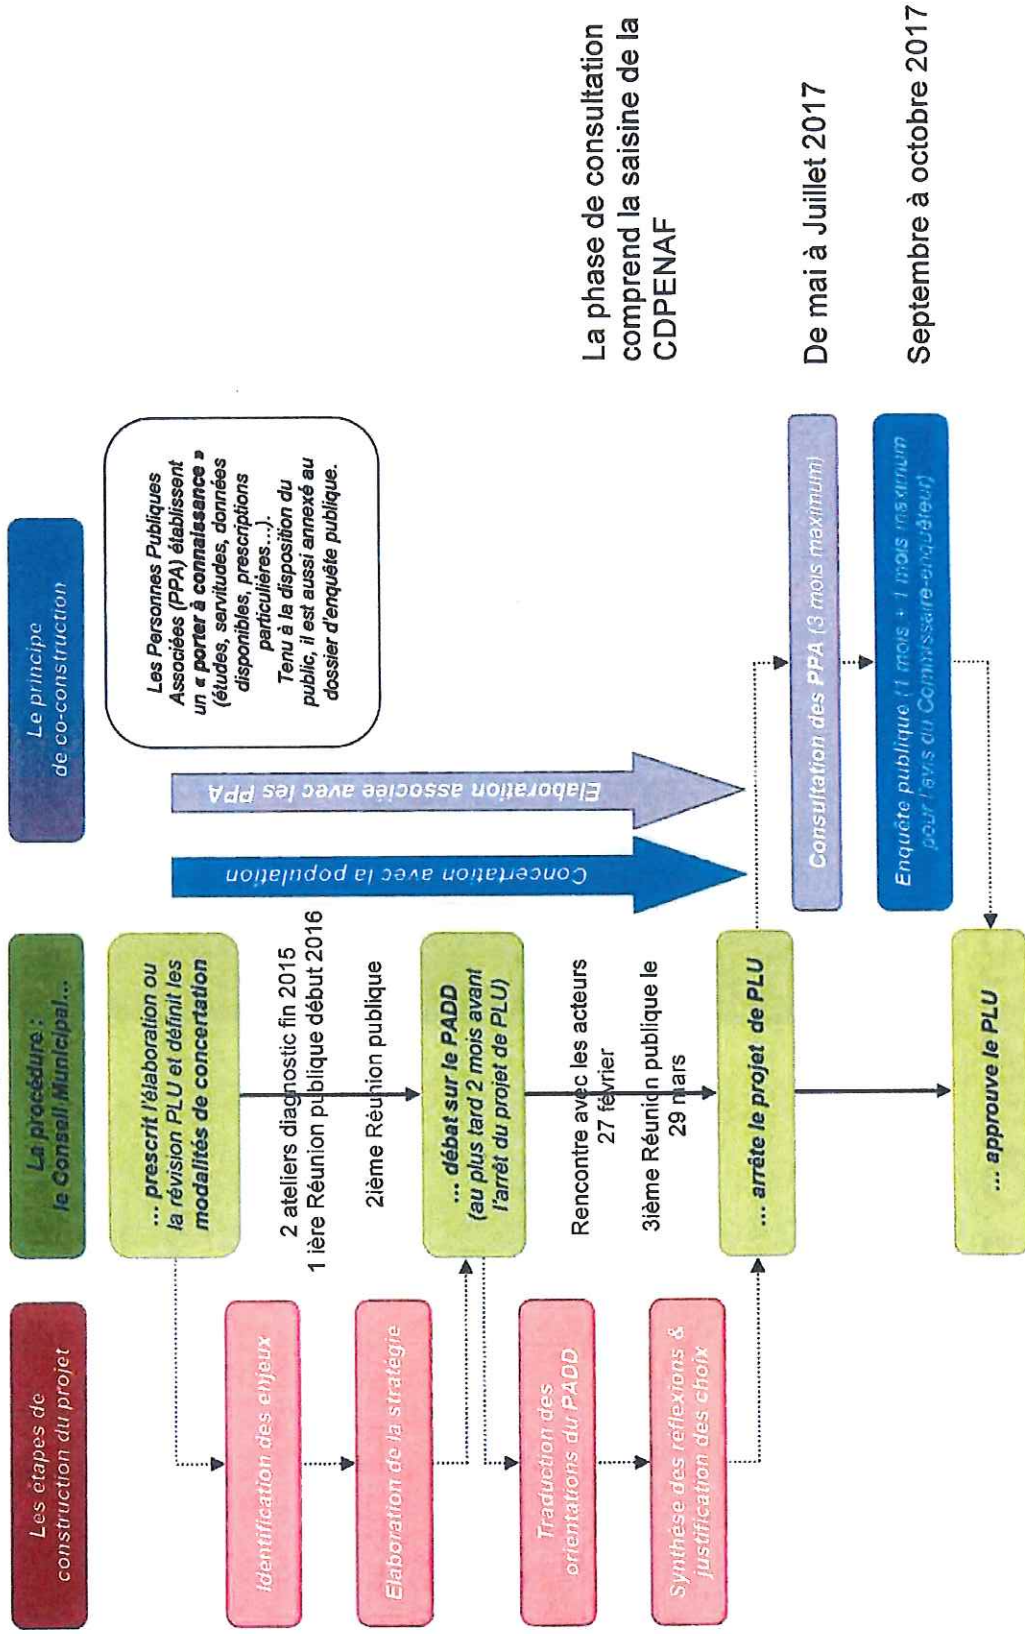 Les étapes de
construction du projet
La procédure :
le Conseil Municipal...
Le principe
de co-construction
Identification des enjeux
Elaboration de la stratégie
Traduction des
orientations du PADD
Synthèse des réflexions &
justification des choix
... prescrit l'élaboration ou
la révision PLU et définit les
modalités de concertation
2 ateliers diagnostic fin 2015
1 ière Réunion publique début 2016
2ième Réunion publique
... débat sur le PADD
(au plus tard 2 mois avant
l'arrêt du projet de PLU)
Rencontre avec les acteurs
27 février
3ième Réunion publique le
29 mars
... arrête le projet de PLU
... approuve le PLU
Concertation avec la population
Elaboration associée avec les PPA
Les Personnes Publiques
Associées (PPA) établissent
un « porter à connaissance »
(études, servitudes, données
disponibles, prescriptions
particulières...).
Tenu à la disposition du
public, il est aussi annexé au
dossier d'enquête publique.
Consultation des PPA (3 mois maximum)
Enquête publique (1 mois + 1 mois maximum
pour l'avis du Commissaire-enquêteur)
La phase de consultation
comprend la saisine de la
CDPENAF
De mai à Juillet 2017
Septembre à octobre 2017